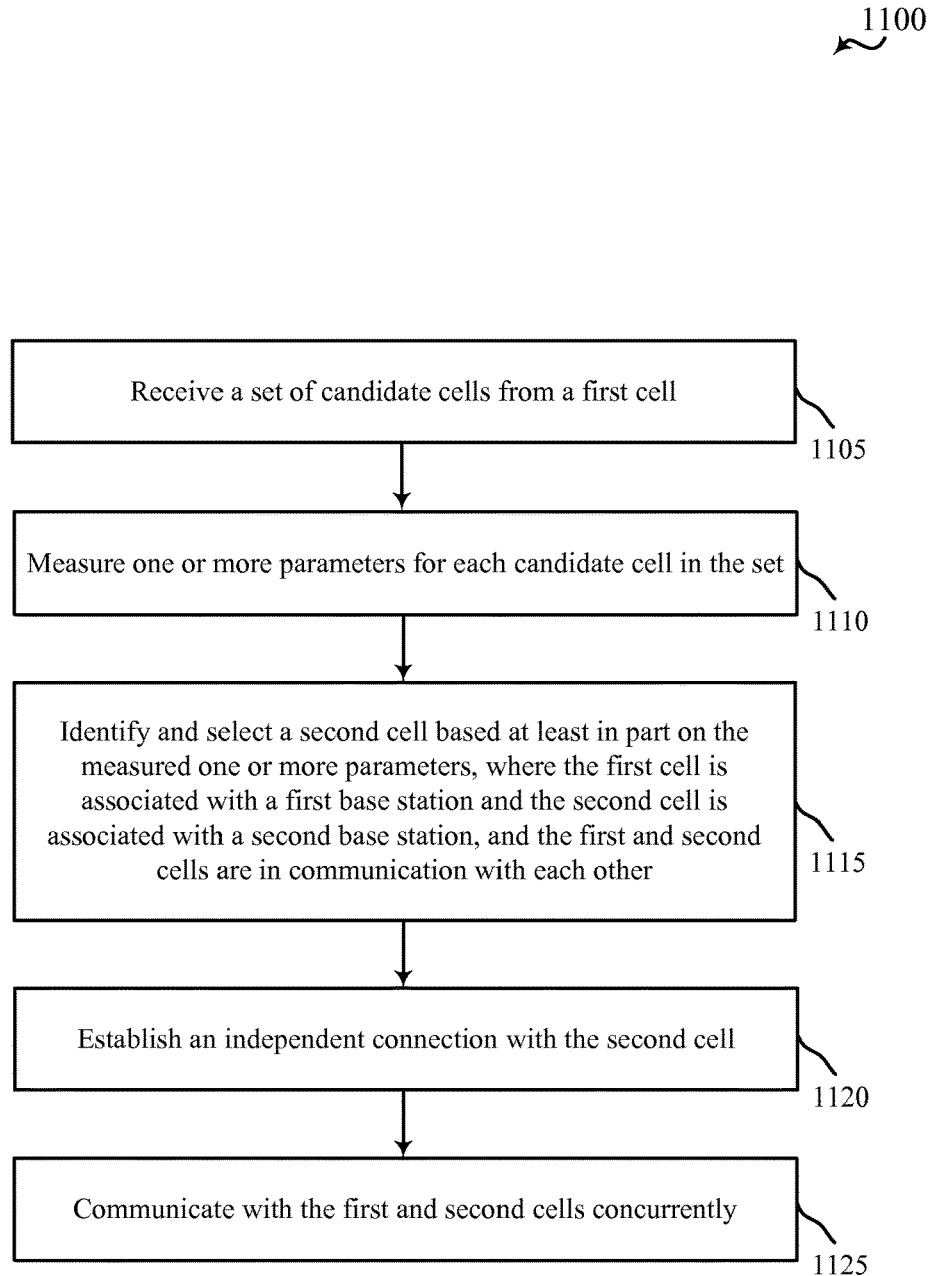 1100
Receive a set of candidate cells from a first cell
1105
Measure one or more parameters for each candidate cell in the set
1110
Identify and select a second cell based at least in part on the
measured one or more parameters, where the first cell is
associated with a first base station and the second cell is
associated with a second base station, and the first and second
cells are in communication with each other
1115
Establish an independent connection with the second cell
1120
Communicate with the first and second cells concurrently
1125